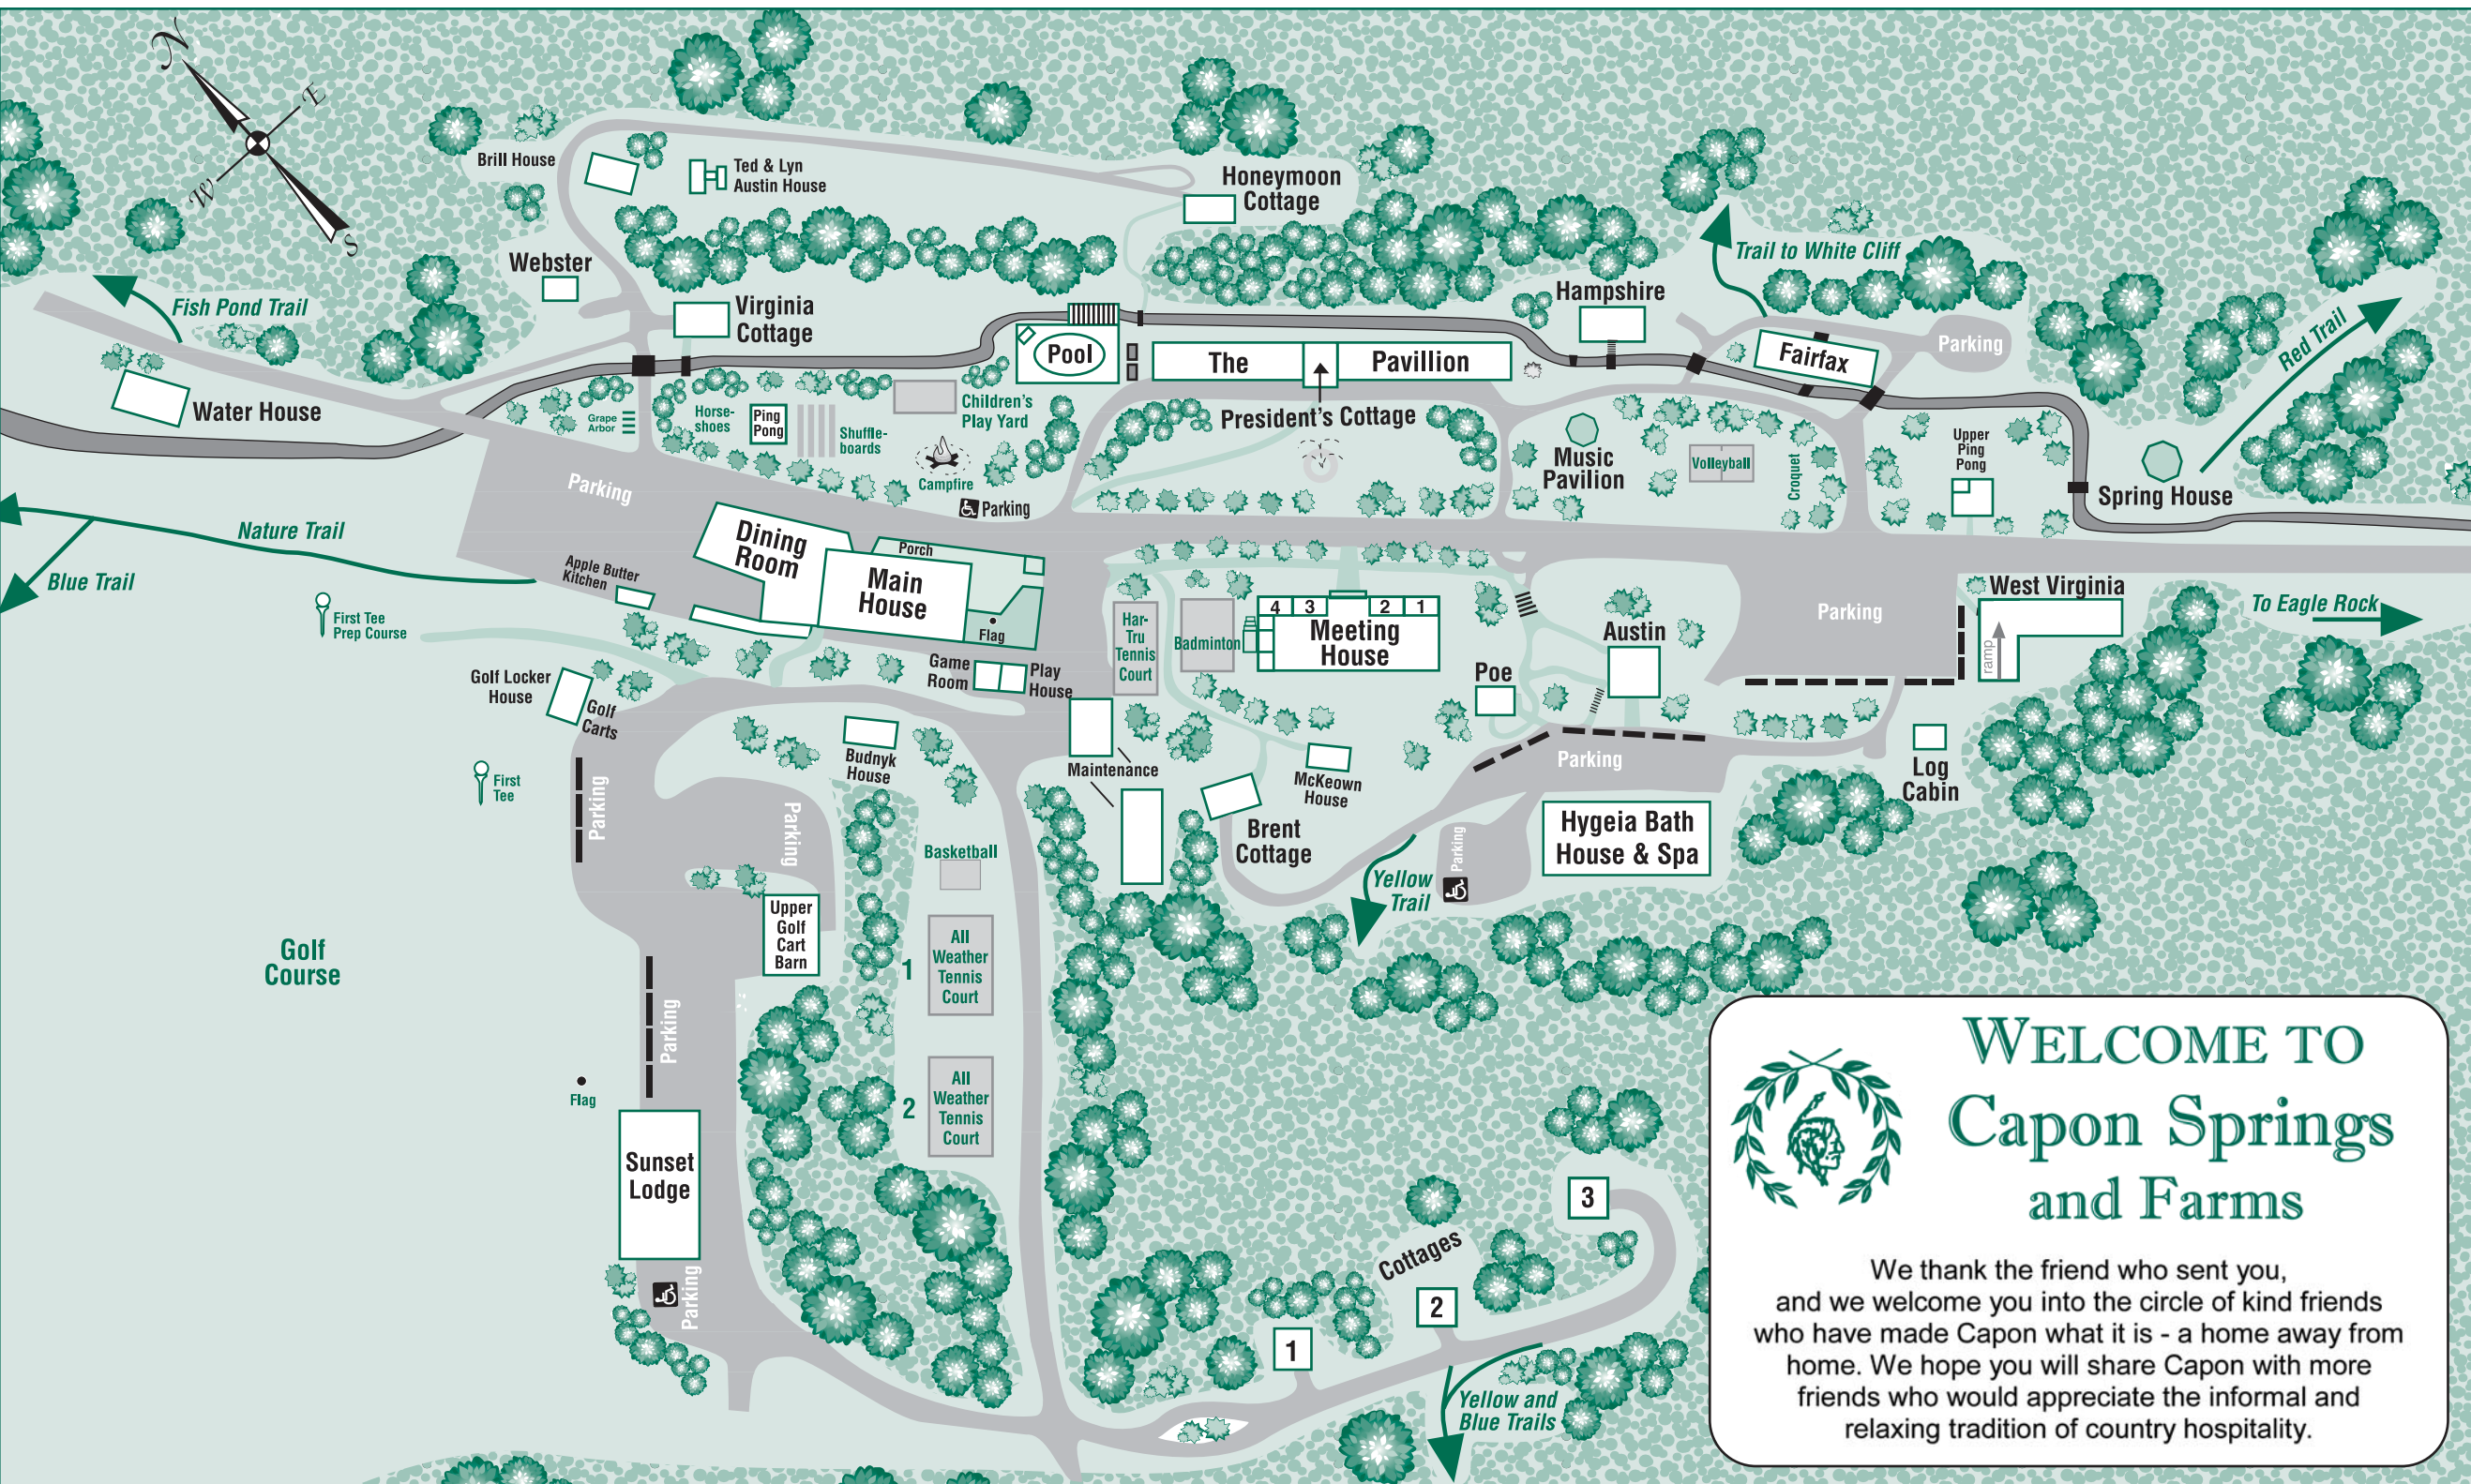 N
E
W
S
Brill House
Ted & Lyn
Austin House
Honeymoon
Cottage
Webster
Virginia
Cottage
Fish Pond Trail
Trail to White Cliff
Hampshire
Red Trail
Water House
Grape
Arbor
Horse-
shoes
Ping
Pong
Shuffle-
boards
Children's
Play Yard
Campfire
Pool
The
Pavillion
President's Cottage
Fairfax
Parking
Music
Pavilion
Volleyball
Croquet
Upper
Ping
Pong
Spring House
Parking
Parking
Nature Trail
Blue Trail
Apple Butter
Kitchen
Dining
Room
Main
House
Porch
Flag
First Tee
Prep Course
Golf Locker
House
Golf
Carts
Game
Room
Play
House
Har-
Tru
Tennis
Court
Badminton
4
3
2
1
Meeting
House
Poe
Austin
Parking
West Virginia
ramp
To Eagle Rock
First
Tee
Parking
Parking
Budnyk
House
Maintenance
Brent
Cottage
McKeown
House
Parking
Log
Cabin
Hygeia Bath
House & Spa
Parking
Yellow
Trail
Basketball
Upper
Golf
Cart
Barn
Golf
Course
1
All
Weather
Tennis
Court
2
All
Weather
Tennis
Court
Parking
Flag
Sunset
Lodge
Parking
Cottages
1
2
3
Yellow and
Blue Trails
WELCOME TO
Capon Springs
and Farms
We thank the friend who sent you,
and we welcome you into the circle of kind friends
who have made Capon what it is - a home away from
home. We hope you will share Capon with more
friends who would appreciate the informal and
relaxing tradition of country hospitality.